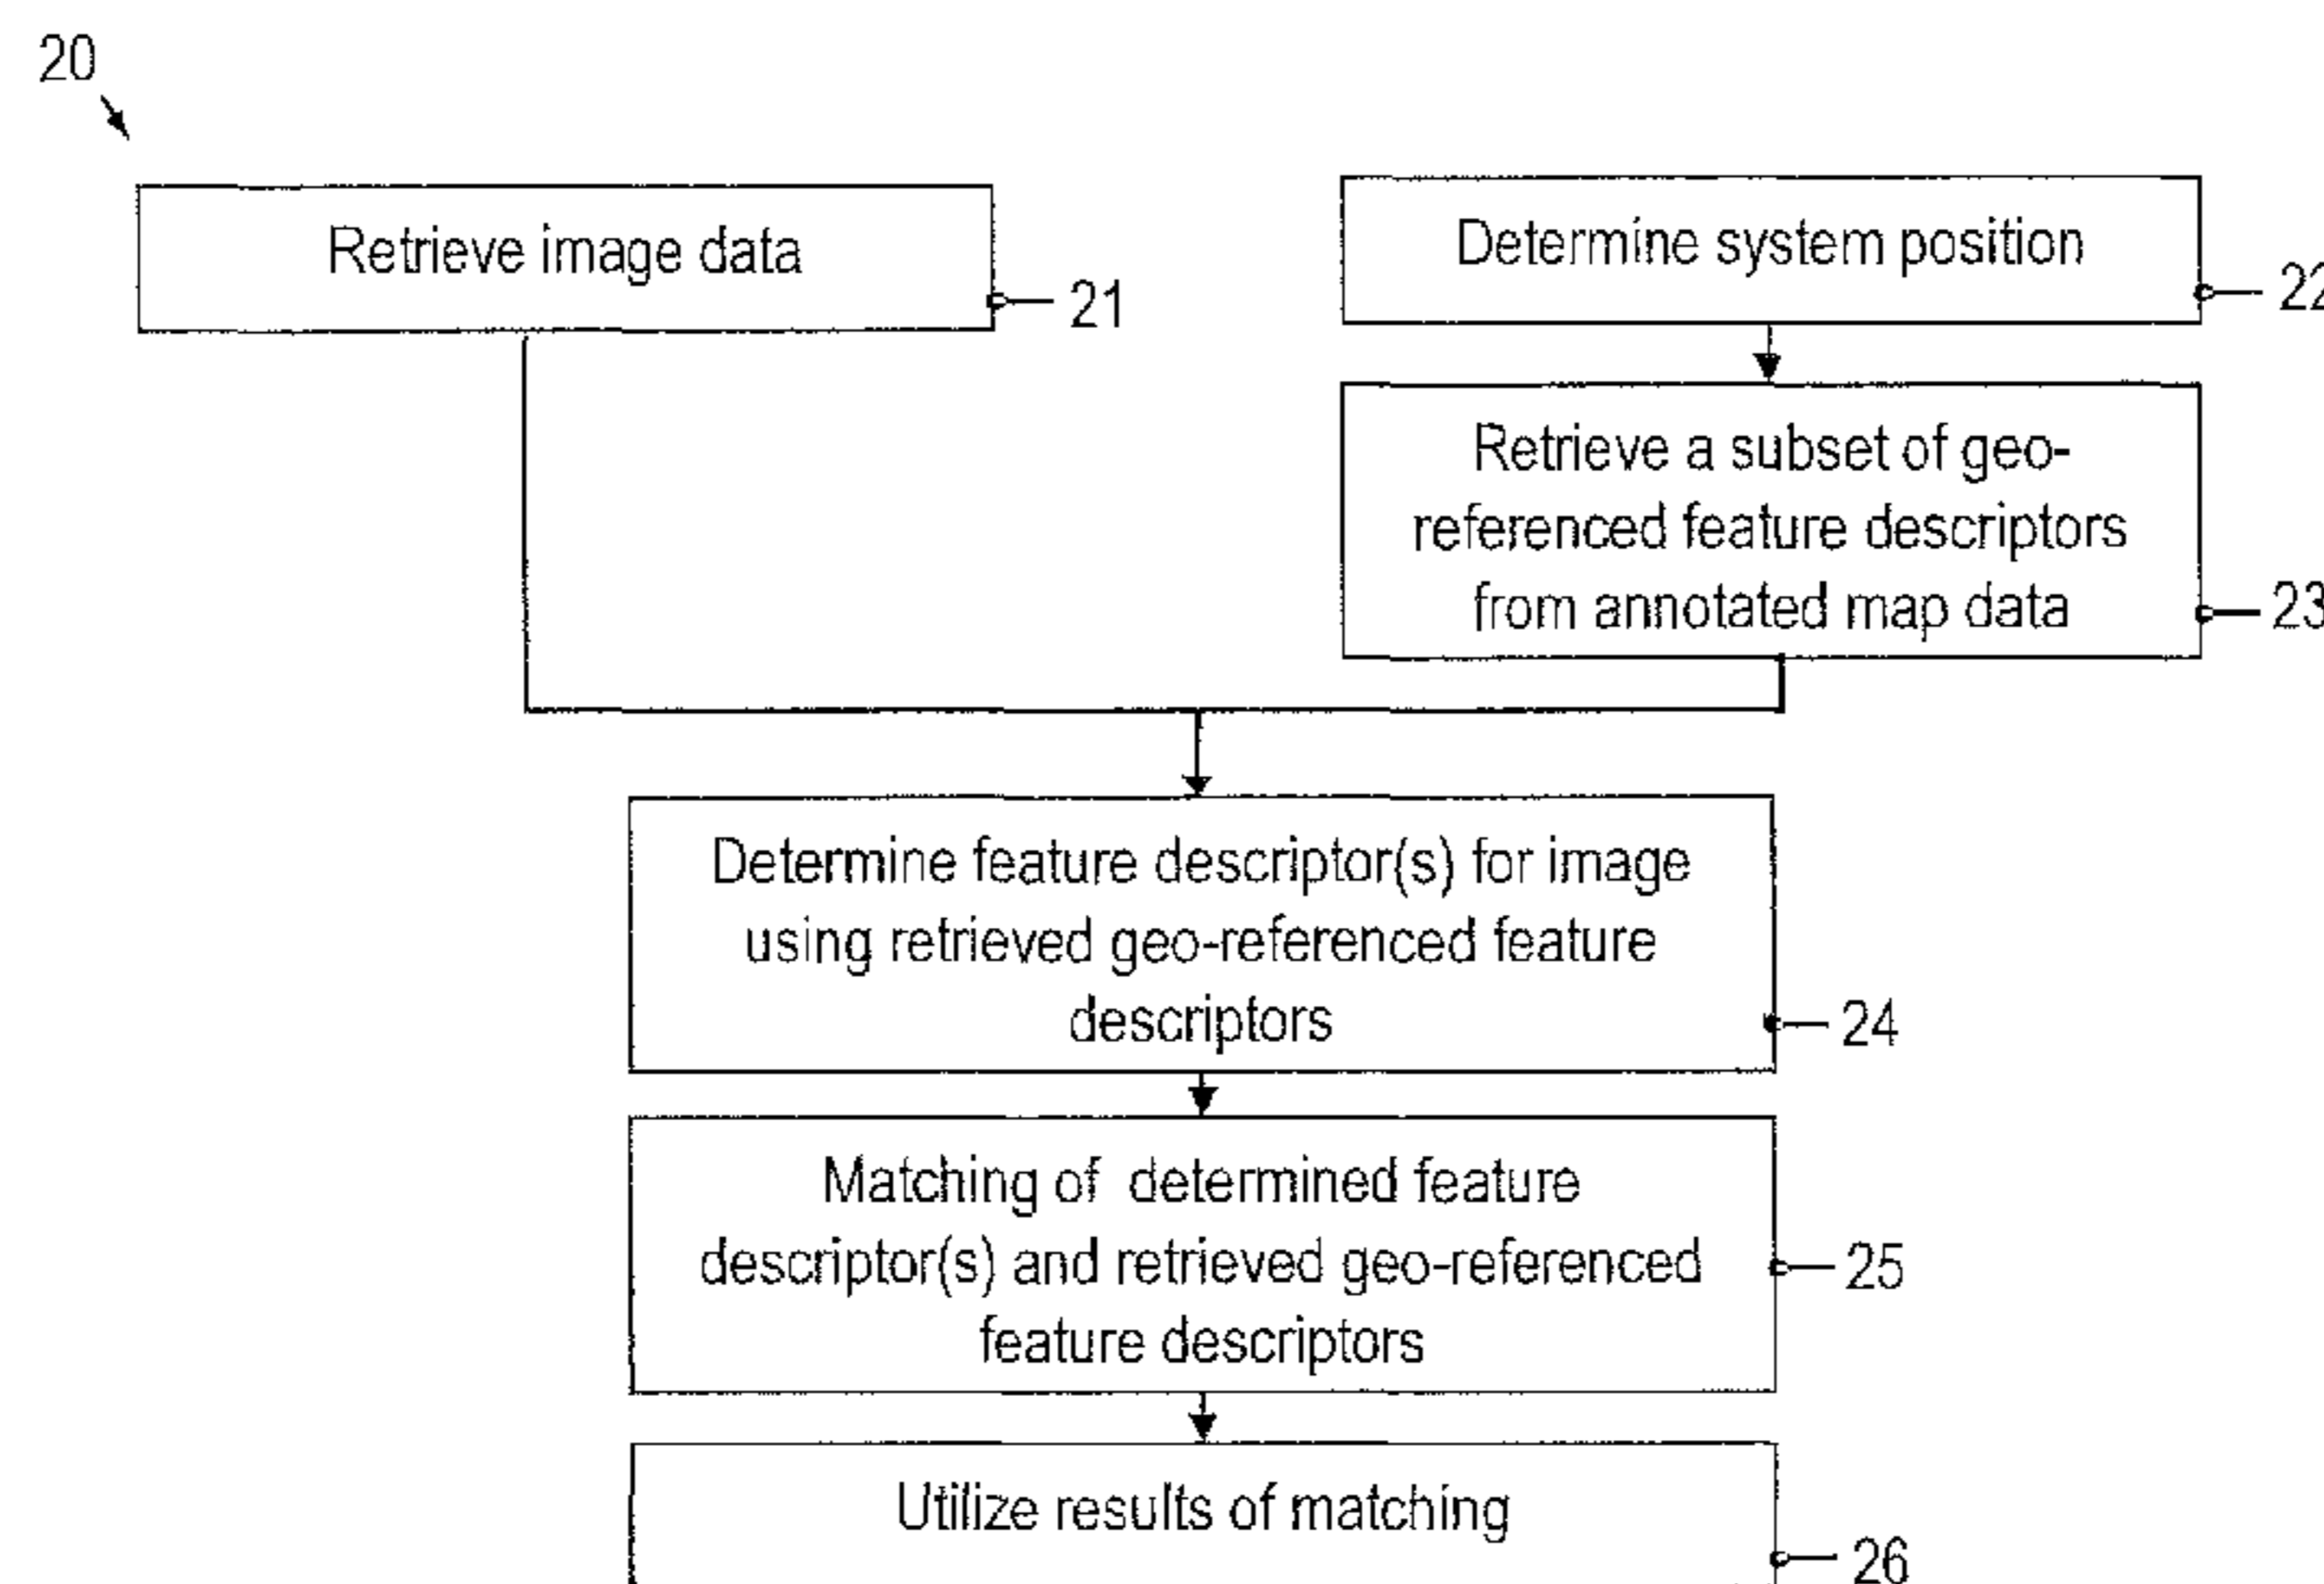 20
Retrieve image data
21
Determine system position
22
Retrieve a subset of geo-
referenced feature descriptors
from annotated map data
23
Determine feature descriptor(s) for image
using retrieved geo-referenced feature
descriptors
24
Matching of determined feature
descriptor(s) and retrieved geo-referenced
feature descriptors
25
Utilize results of matching
26